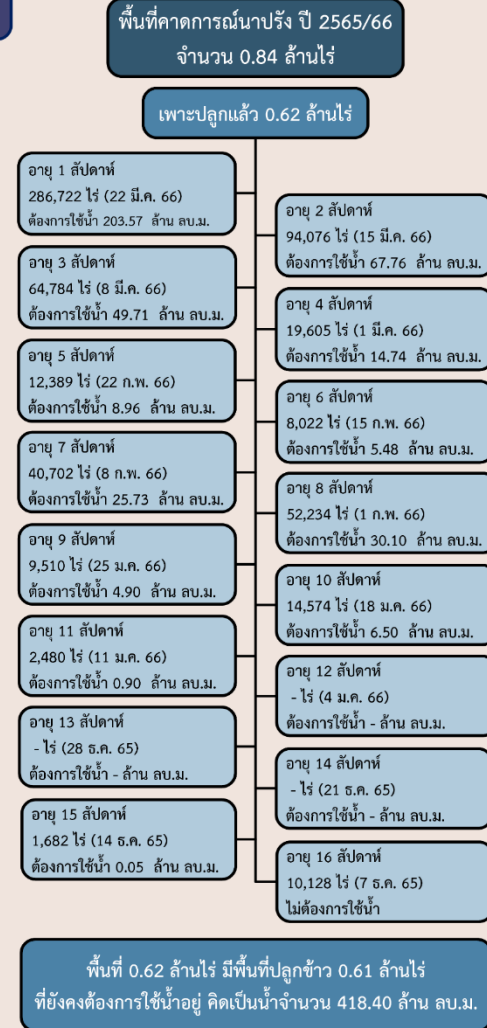 พื้นที่คาดการณ์นาปรัง ปี 2565/66
จำนวน 0.84 ล้านไร่
เพาะปลูกแล้ว 0.62 ล้านไร่
อายุ 1 สัปดาห์
286,722 ไร่ (22 มี.ค. 66)
ต้องการใช้น้ำ 203.57 ล้าน ลบ.ม.
อายุ 2 สัปดาห์
94,076 ไร่ (15 มี.ค. 66)
ต้องการใช้น้ำ 67.76 ล้าน ลบ.ม.
อายุ 3 สัปดาห์
64,784 ไร่ (8 มี.ค. 66)
ต้องการใช้น้ำ 49.71 ล้าน ลบ.ม.
อายุ 4 สัปดาห์
19,605 ไร่ (1 มี.ค. 66)
ต้องการใช้น้ำ 14.74 ล้าน ลบ.ม.
อายุ 5 สัปดาห์
12,389 ไร่ (22 ก.พ. 66)
ต้องการใช้น้ำ 8.96 ล้าน ลบ.ม.
อายุ 6 สัปดาห์
8,022 ไร่ (15 ก.พ. 66)
ต้องการใช้น้ำ 5.48 ล้าน ลบ.ม.
อายุ 7 สัปดาห์
40,702 ไร่ (8 ก.พ. 66)
ต้องการใช้น้ำ 25.73 ล้าน ลบ.ม.
อายุ 8 สัปดาห์
52,234 ไร่ (1 ก.พ. 66)
ต้องการใช้น้ำ 30.10 ล้าน ลบ.ม.
อายุ 9 สัปดาห์
9,510 ไร่ (25 ม.ค. 66)
ต้องการใช้น้ำ 4.90 ล้าน ลบ.ม.
อายุ 10 สัปดาห์
14,574 ไร่ (18 ม.ค. 66)
ต้องการใช้น้ำ 6.50 ล้าน ลบ.ม.
อายุ 11 สัปดาห์
2,480 ไร่ (11 ม.ค. 66)
ต้องการใช้น้ำ 0.90 ล้าน ลบ.ม.
อายุ 12 สัปดาห์
- ไร่ (4 ม.ค. 66)
ต้องการใช้น้ำ - ล้าน ลบ.ม.
อายุ 13 สัปดาห์
- ไร่ (28 ธ.ค. 65)
ต้องการใช้น้ำ - ล้าน ลบ.ม.
อายุ 14 สัปดาห์
- ไร่ (21 ธ.ค. 65)
ต้องการใช้น้ำ - ล้าน ลบ.ม.
อายุ 15 สัปดาห์
1,682 ไร่ (14 ธ.ค. 65)
ต้องการใช้น้ำ 0.05 ล้าน ลบ.ม.
อายุ 16 สัปดาห์
10,128 ไร่ (7 ธ.ค. 65)
ไม่ต้องการใช้น้ำ
พื้นที่ 0.62 ล้านไร่ มีพื้นที่ปลูกข้าว 0.61 ล้านไร่
ที่ยังคงต้องการใช้น้ำอยู่ คิดเป็นน้ำจำนวน 418.40 ล้าน ลบ.ม.